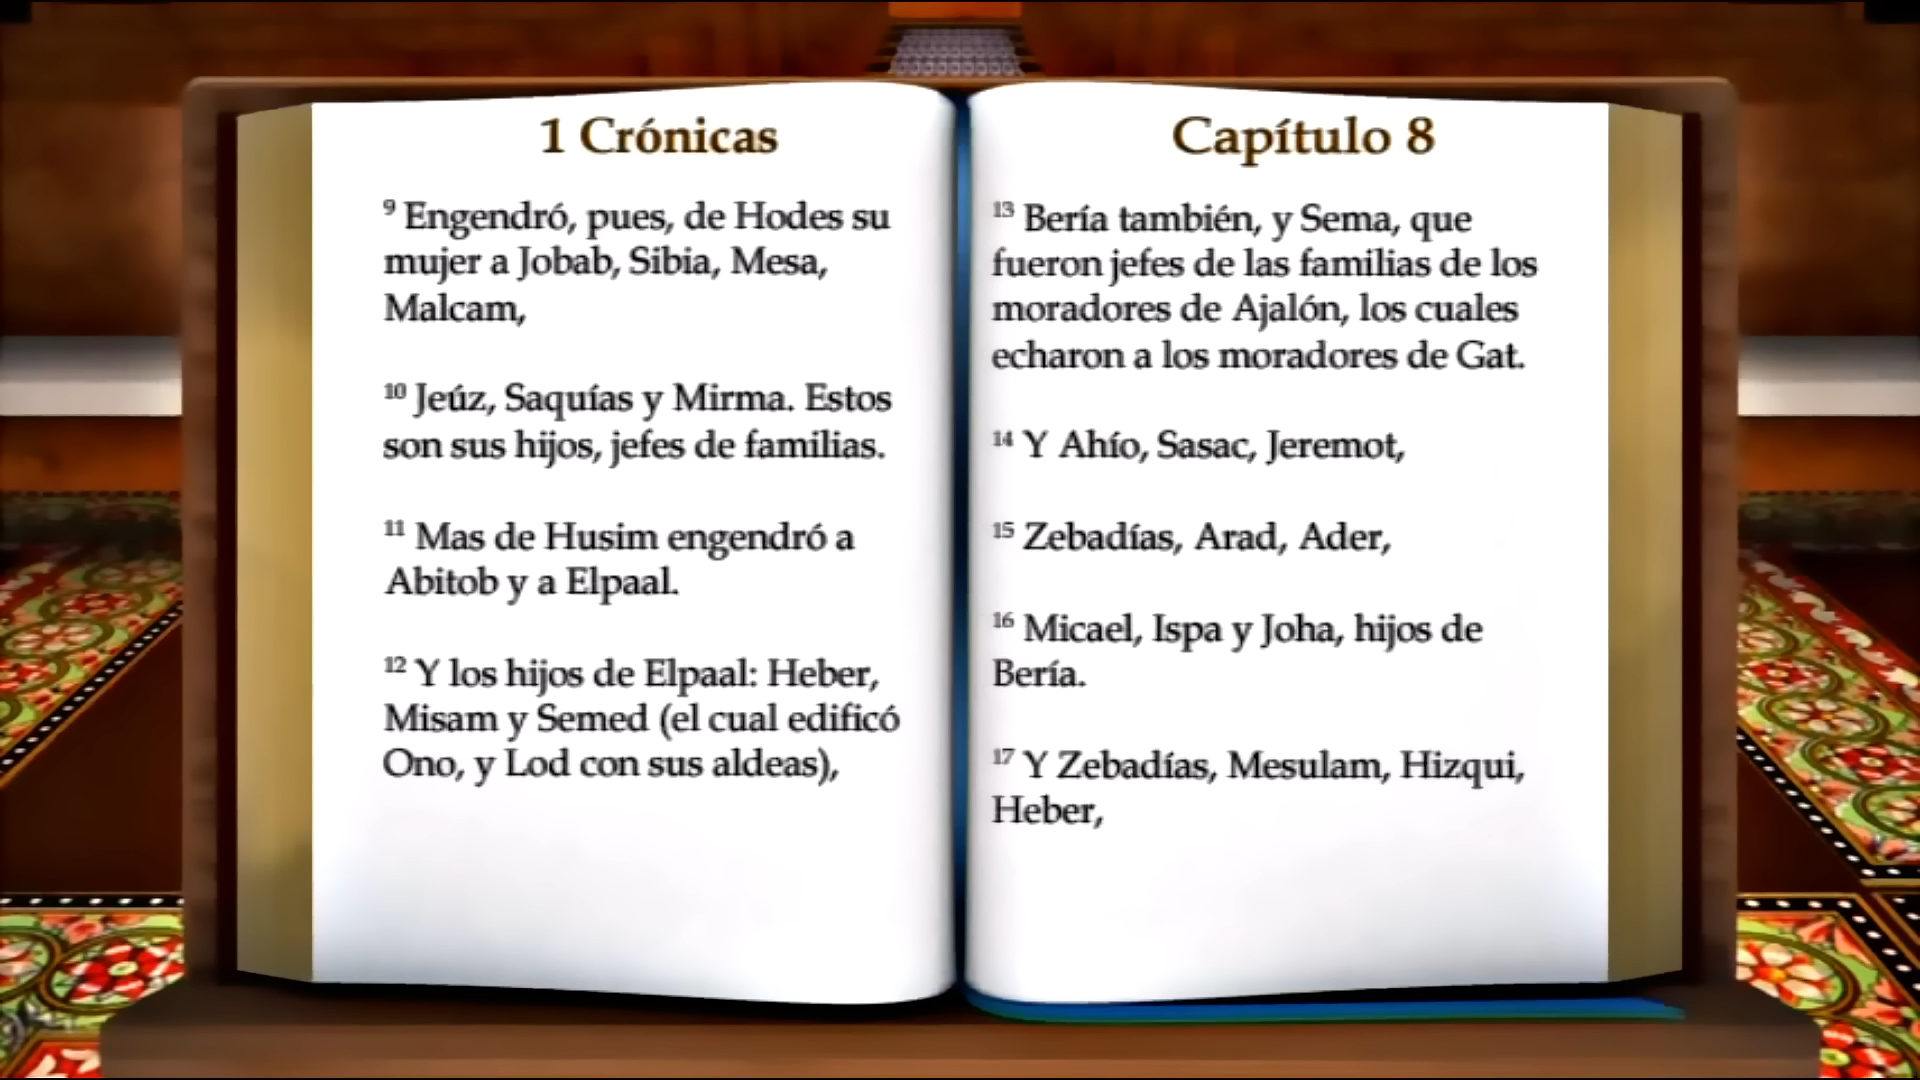 1 Crónicas
9 Engendró, pues, de Hodes su
mujer a Jobab, Sibia, Mesa,
Malcam,
10 Jeúz, Saquías y Mirma. Estos
son sus hijos, jefes de familias.
11 Mas de Husim engendró a
Abitob y a Elpaal.
12 Y los hijos de Elpaal: Heber,
Misam y Semed (el cual edificó
Ono, y Lod con sus aldeas),
Capítulo 8
13 Bería también, y Sema, que
fueron jefes de las familias de los
moradores de Ajalón, los cuales
echaron a los moradores de Gat.
14 Y Ahío, Sasac, Jeremot,
15 Zebadías, Arad, Ader,
16 Micael, Ispa y Joha, hijos de
Bería.
17 Y Zebadías, Mesulam, Hizqui,
Heber,